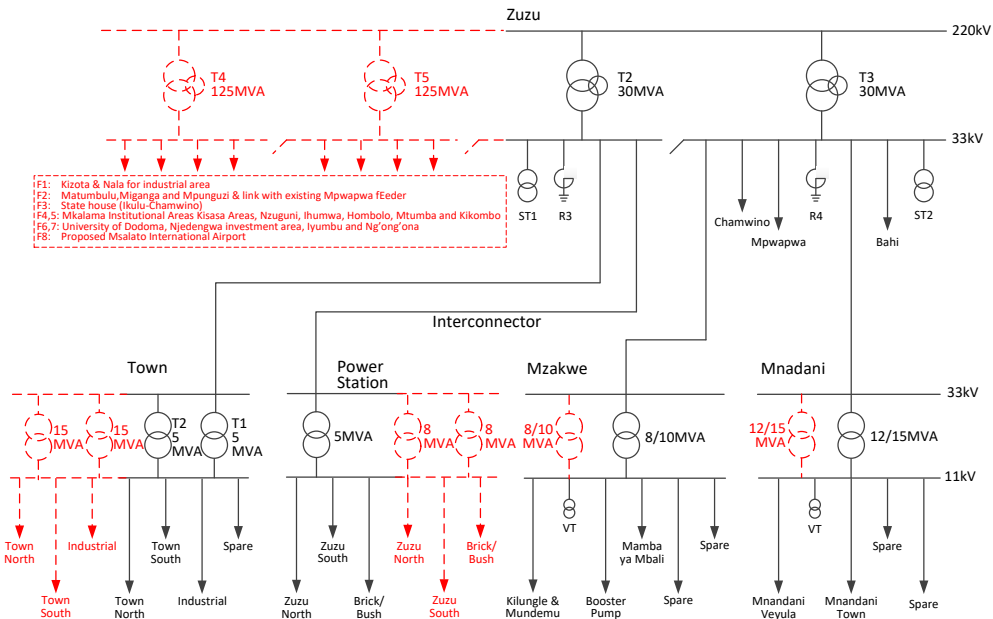 Zuzu
220kV
T4
125MVA
T5
125MVA
T2
30MVA
T3
30MVA
33kV
F1: Kizota & Nala for industrial area
F2: Matumbulu,Miganga and Mpunguzi & link with existing Mpwapwa fEeder
F3: State house (Ikulu-Chamwino)
F4,5: Mkalama Institutional Areas Kisasa Areas, Nzuguni, Ihumwa, Hombolo, Mtumba and Kikombo
F6,7: University of Dodoma, Njedengwa investment area, Iyumbu and Ng'ong'ona
F8: Proposed Msalato International Airport
ST1
R3
Chamwino
Mpwapwa
R4
Bahi
ST2
Interconnector
Town
Power
Station
Mzakwe
Mnadani
33kV
15
MVA
15
MVA
T2
5
MVA
T1
5
MVA
5MVA
8
MVA
8
MVA
8/10
MVA
8/10MVA
12/15
MVA
12/15MVA
11kV
Town
North
Industrial
Town
South
Spare
Zuzu
South
Zuzu
North
Brick/
Bush
VT
Mamba
ya Mbali
Spare
VT
Spare
Town
South
Town
North
Industrial
Zuzu
North
Brick/
Bush
Zuzu
South
Kilungle &
Mundemu
Booster
Pump
Spare
Mnandani
Veyula
Mnandani
Town
Spare